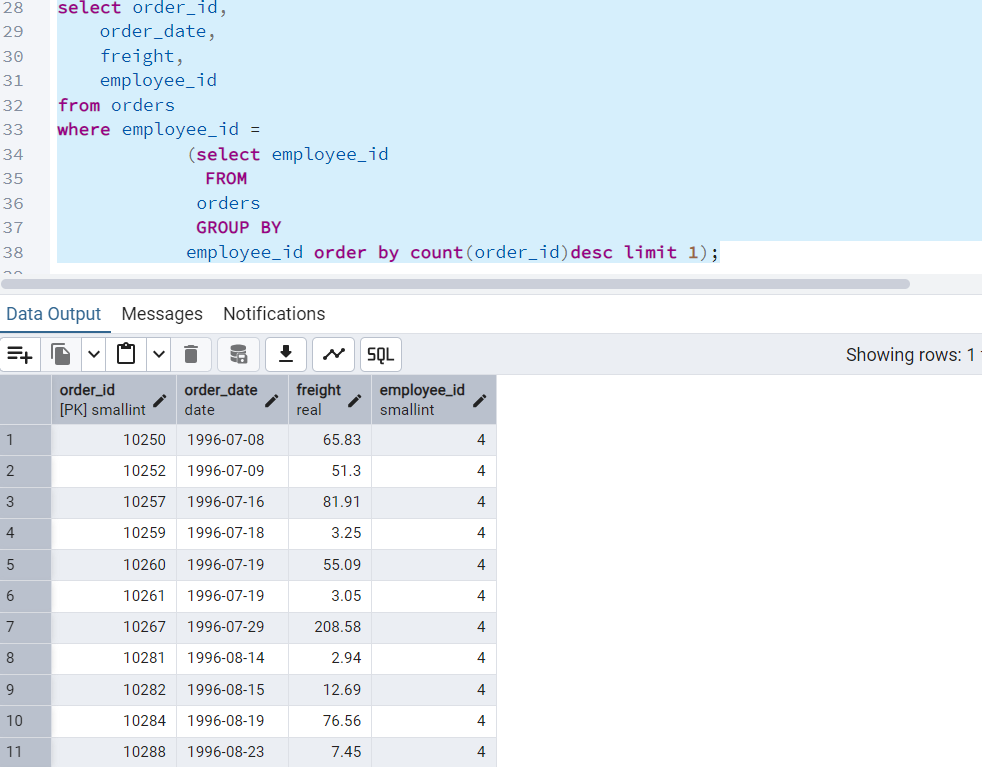 28 select order_id,
29 order_date,
30 freight,
31 employee_id
32 from orders
33 where employee_id =
34 (select employee_id
35 FROM
36 orders
37 GROUP BY
38 employee_id order by count(order_id)desc limit 1);
Data Output Messages Notifications
SQL Showing rows: 1
order_id order_date freight employee_id
[PK] smallint date real smallint
1 10250 1996-07-08 65.83 4
2 10252 1996-07-09 51.3 4
3 10257 1996-07-16 81.91 4
4 10259 1996-07-18 3.25 4
5 10260 1996-07-19 55.09 4
6 10261 1996-07-19 3.05 4
7 10267 1996-07-29 208.58 4
8 10281 1996-08-14 2.94 4
9 10282 1996-08-15 12.69 4
10 10284 1996-08-19 76.56 4
11 10288 1996-08-23 7.45 4